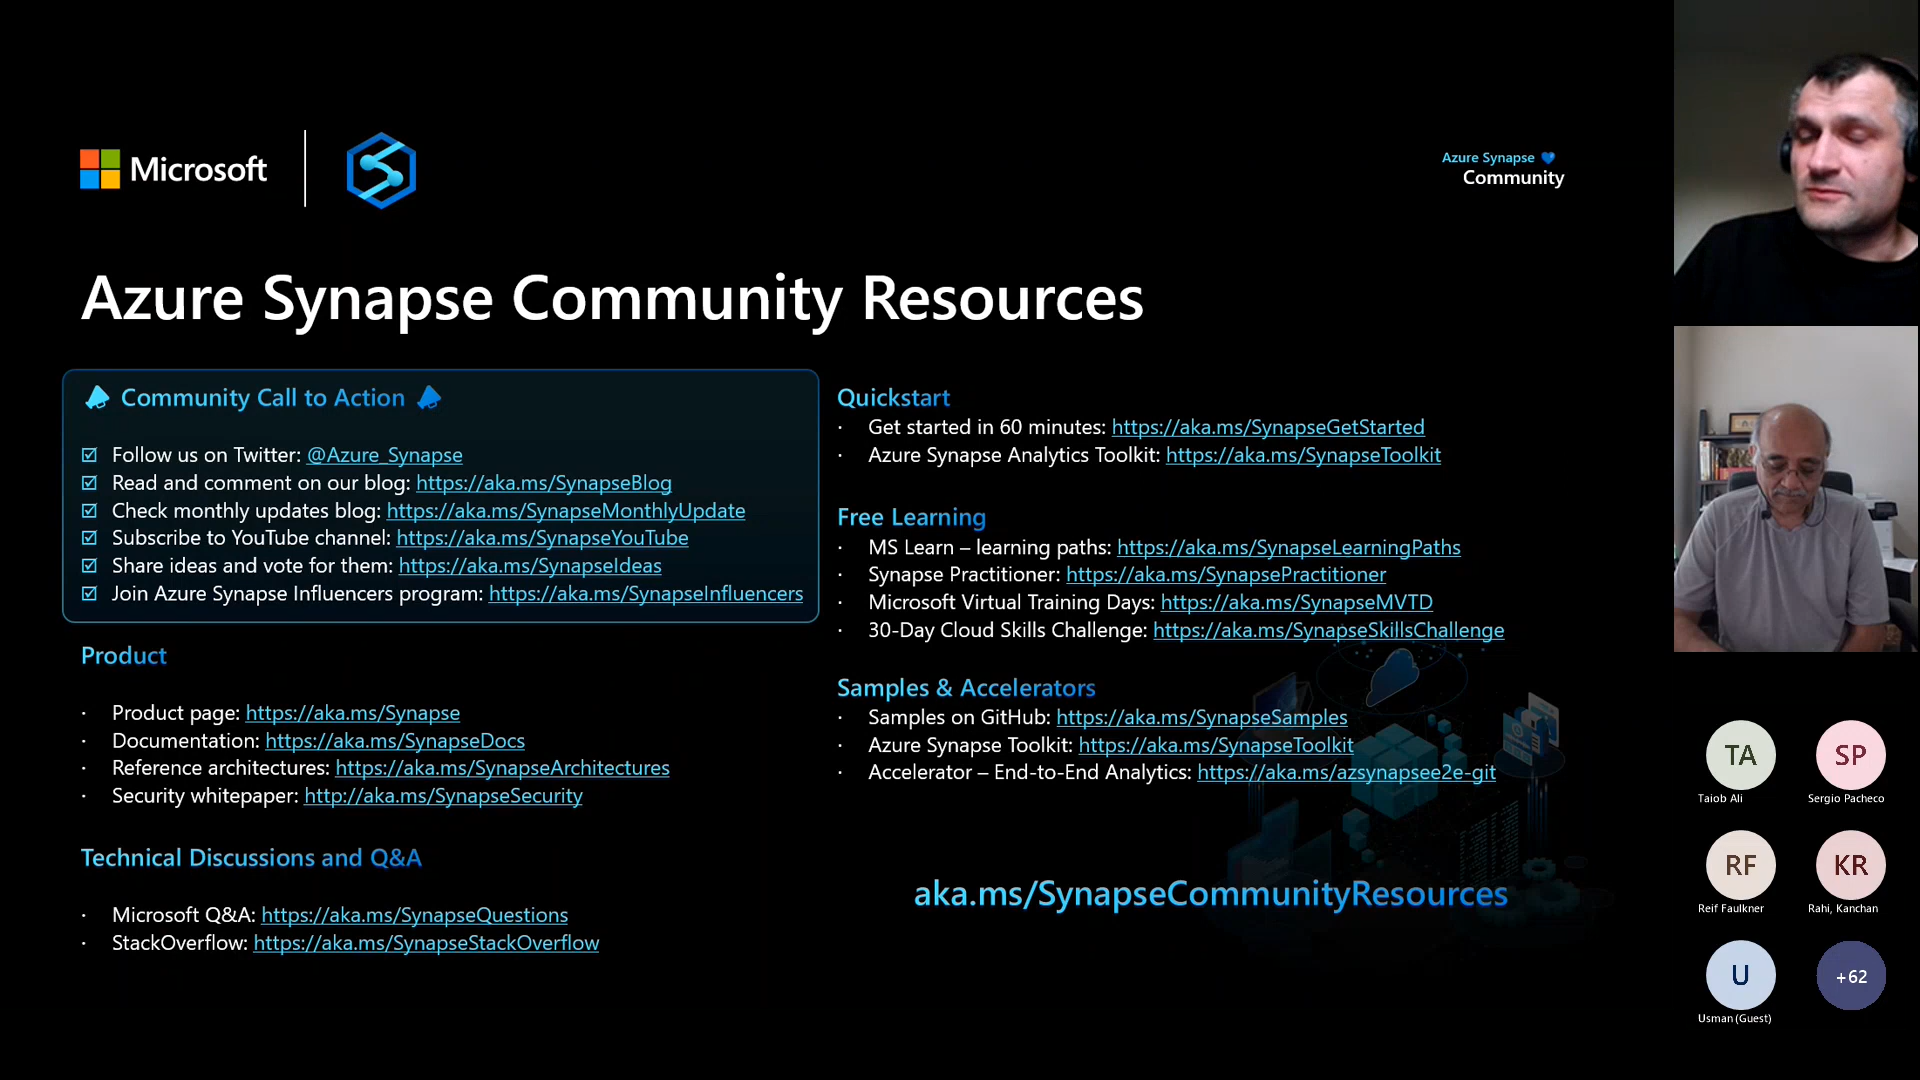 Microsoft
Azure Synapse
Community
Azure Synapse Community Resources
Community Call to Action
Follow us on Twitter: @Azure_Synapse
Read and comment on our blog: https://aka.ms/SynapseBlog
Check monthly updates blog: https://aka.ms/SynapseMonthlyUpdate
Subscribe to YouTube channel: https://aka.ms/SynapseYouTube
Share ideas and vote for them: https://aka.ms/SynapseIdeas
Join Azure Synapse Influencers program: https://aka.ms/SynapseInfluencers
Product
· Product page: https://aka.ms/Synapse
· Documentation: https://aka.ms/SynapseDocs
· Reference architectures: https://aka.ms/SynapseArchitectures
· Security whitepaper: http://aka.ms/SynapseSecurity
Technical Discussions and Q&A
· Microsoft Q&A: https://aka.ms/SynapseQuestions
· StackOverflow: https://aka.ms/SynapseStackOverflow
Quickstart
· Get started in 60 minutes: https://aka.ms/SynapseGetStarted
· Azure Synapse Analytics Toolkit: https://aka.ms/SynapseToolkit
Free Learning
· MS Learn – learning paths: https://aka.ms/SynapseLearningPaths
· Synapse Practitioner: https://aka.ms/SynapsePractitioner
· Microsoft Virtual Training Days: https://aka.ms/SynapseMVTD
· 30-Day Cloud Skills Challenge: https://aka.ms/SynapseSkillsChallenge
Samples & Accelerators
· Samples on GitHub: https://aka.ms/SynapseSamples
· Azure Synapse Toolkit: https://aka.ms/SynapseToolkit
· Accelerator – End-to-End Analytics: https://aka.ms/azsynapsee2e-git
aka.ms/SynapseCommunityResources
TA
Taiob Ali
SP
Sergio Pacheco
RF
Reif Faulkner
KR
Rahi, Kanchan
U
Usman (Guest)
+62